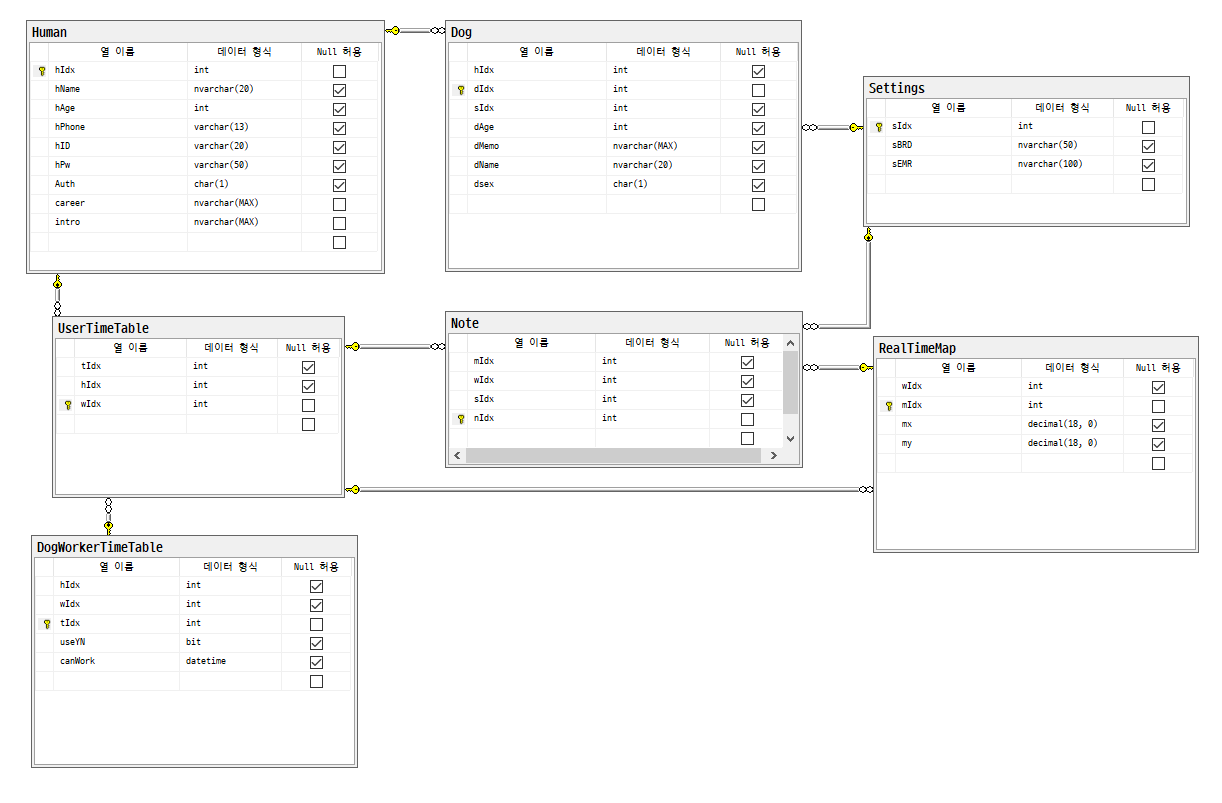 Human
열 이름 데이터 형식 Null 허용
hIdx int
hName nvarchar(20)
hAge int
hPhone varchar(13)
hID varchar(20)
hPw varchar(50)
Auth char(1)
career nvarchar(MAX)
intro nvarchar(MAX)
Dog
열 이름 데이터 형식 Null 허용
hIdx int
dIdx int
sIdx int
dAge int
dMemo nvarchar(MAX)
dName nvarchar(20)
dsex char(1)
Settings
열 이름 데이터 형식 Null 허용
sIdx int
sBRD nvarchar(50)
sEMR nvarchar(100)
UserTimeTable
열 이름 데이터 형식 Null 허용
tIdx int
hIdx int
wIdx int
Note
열 이름 데이터 형식 Null 허용
mIdx int
wIdx int
sIdx int
nIdx int
RealTimeMap
열 이름 데이터 형식 Null 허용
wIdx int
mIdx int
mx decimal(18, 0)
my decimal(18, 0)
DogWorkerTimeTable
열 이름 데이터 형식 Null 허용
hIdx int
wIdx int
tIdx int
useYN bit
canWork datetime